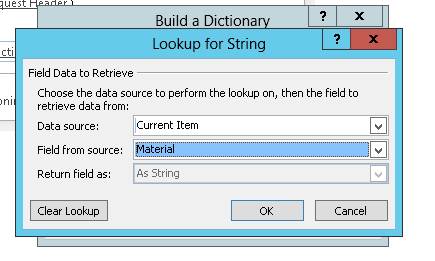 quest Header )
Build a Dictionary
? x
Lookup for String
? x
Field Data to Retrieve
Choose the data source to perform the lookup on, then the field to
retrieve data from:
Data source: Current Item
Field from source: Material
Return field as: As String
Clear Lookup OK Cancel